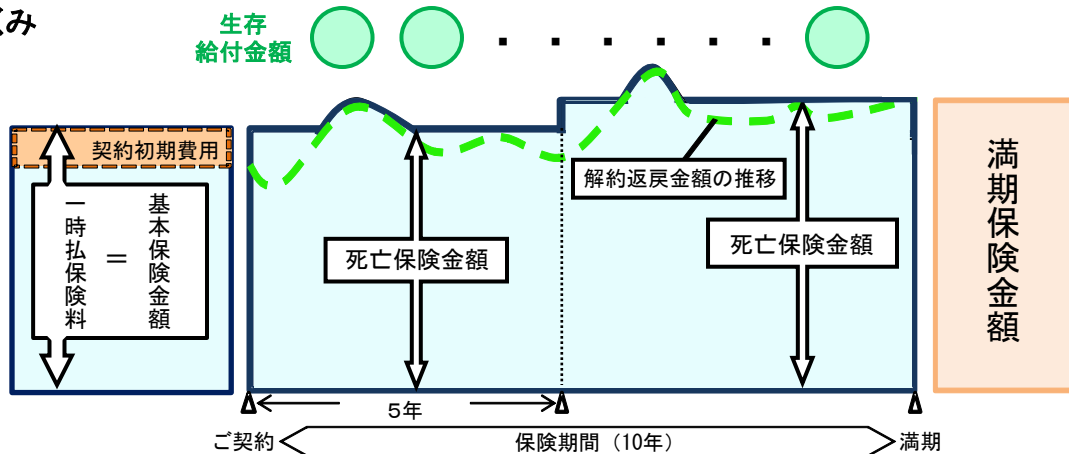 み
生存
給付金額
契約初期費用
一時払保険料
＝
基本保険金額
死亡保険金額
解約返戻金額の推移
死亡保険金額
満期保険金額
5年
ご契約
保険期間（10年）
満期